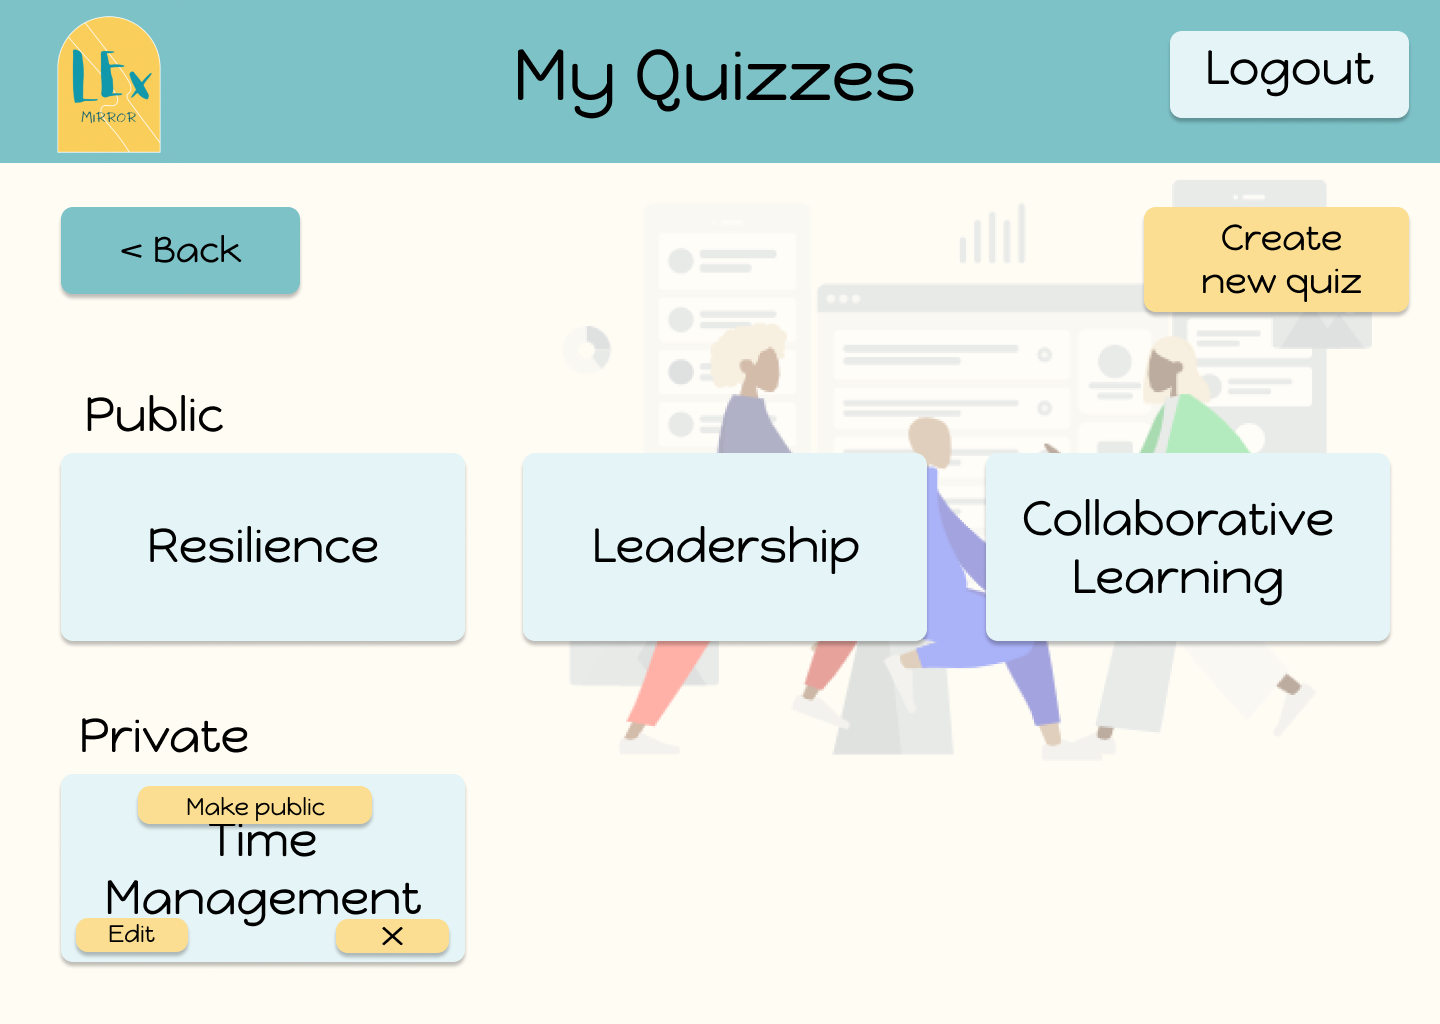 LEx
MIRROR
My Quizzes
Logout
< Back
Create
new quiz
Public
Resilience
Leadership
Collaborative
Learning
Private
Make public
Time
Management
Edit
X